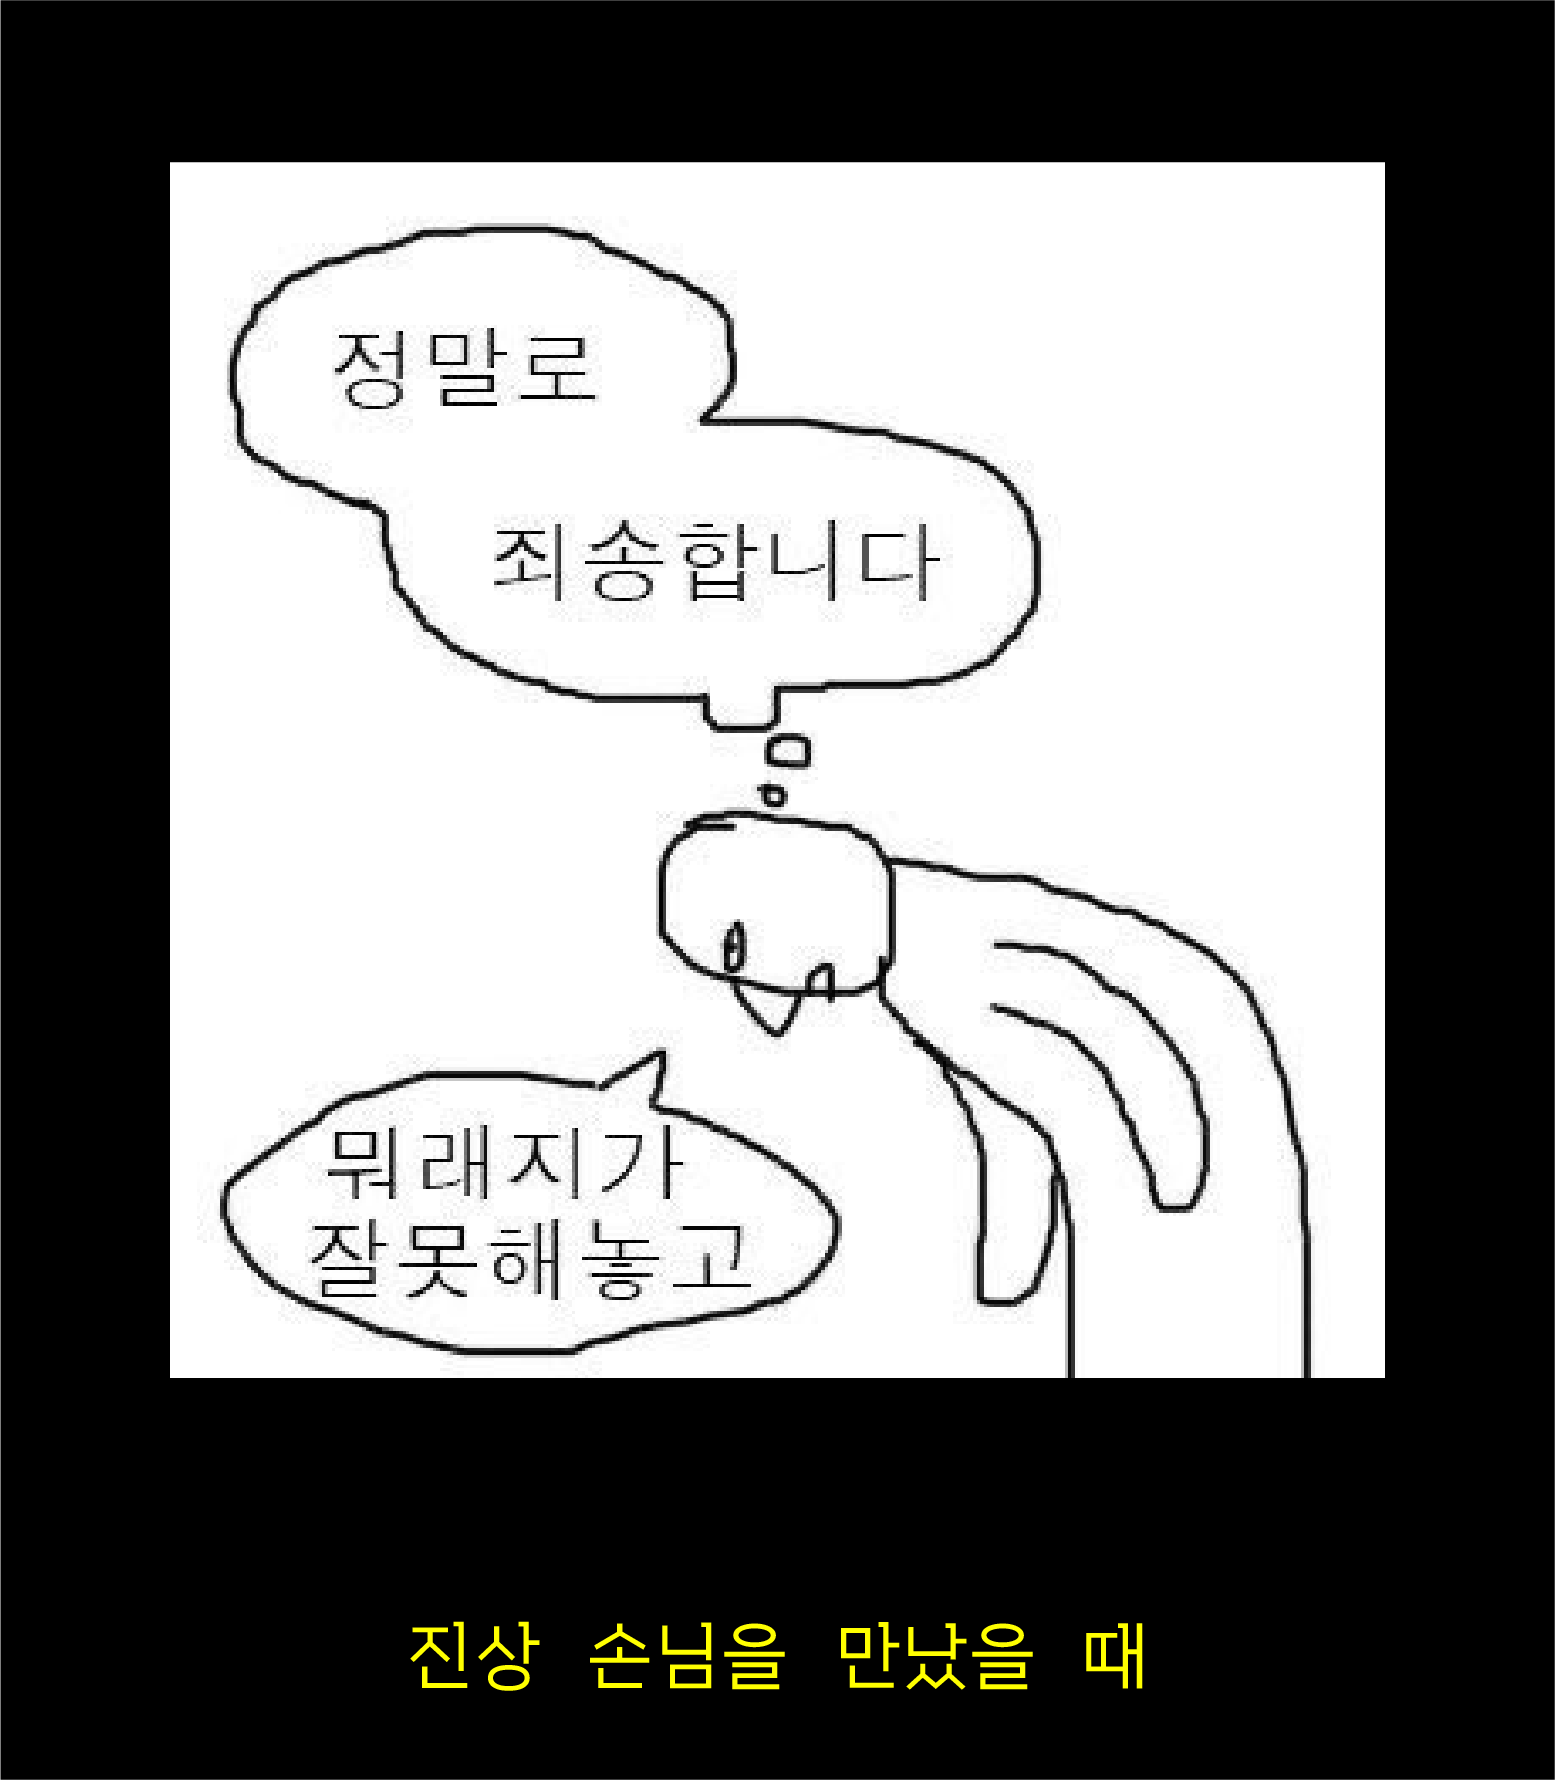 정말로
죄송합니다
뭐래지가
잘못해놓고
진상 손님을 만났을 때